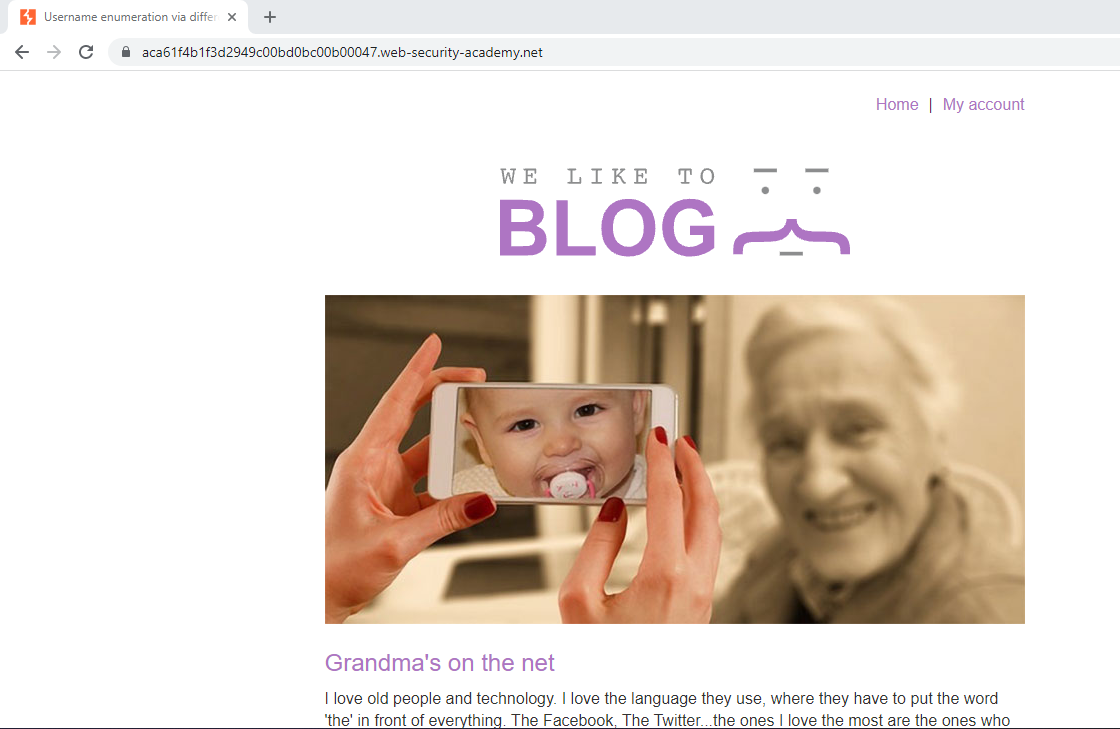 Username enumeration via differ
aca61f4b1f3d2949c00bd0bc00b00047.web-security-academy.net
Home | My account
WE LIKE TO
BLOG
Grandma's on the net
I love old people and technology. I love the language they use, where they have to put the word
'the' in front of everything. The Facebook, The Twitter...the ones I love the most are the ones who